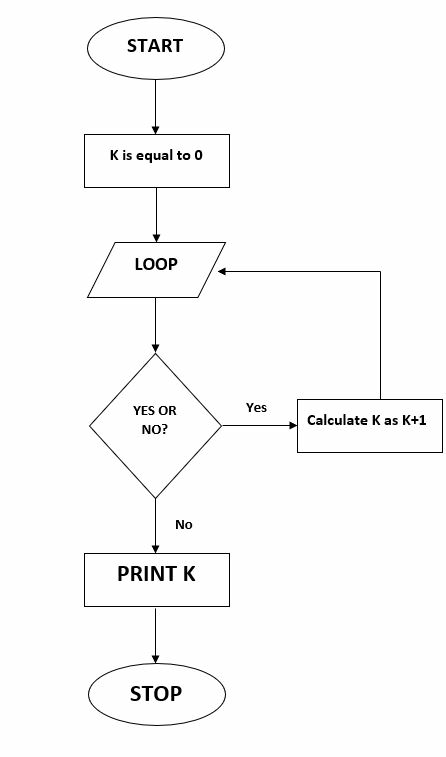 START
K is equal to 0
LOOP
YES OR
NO?
Yes
Calculate K as K+1
No
PRINT K
STOP